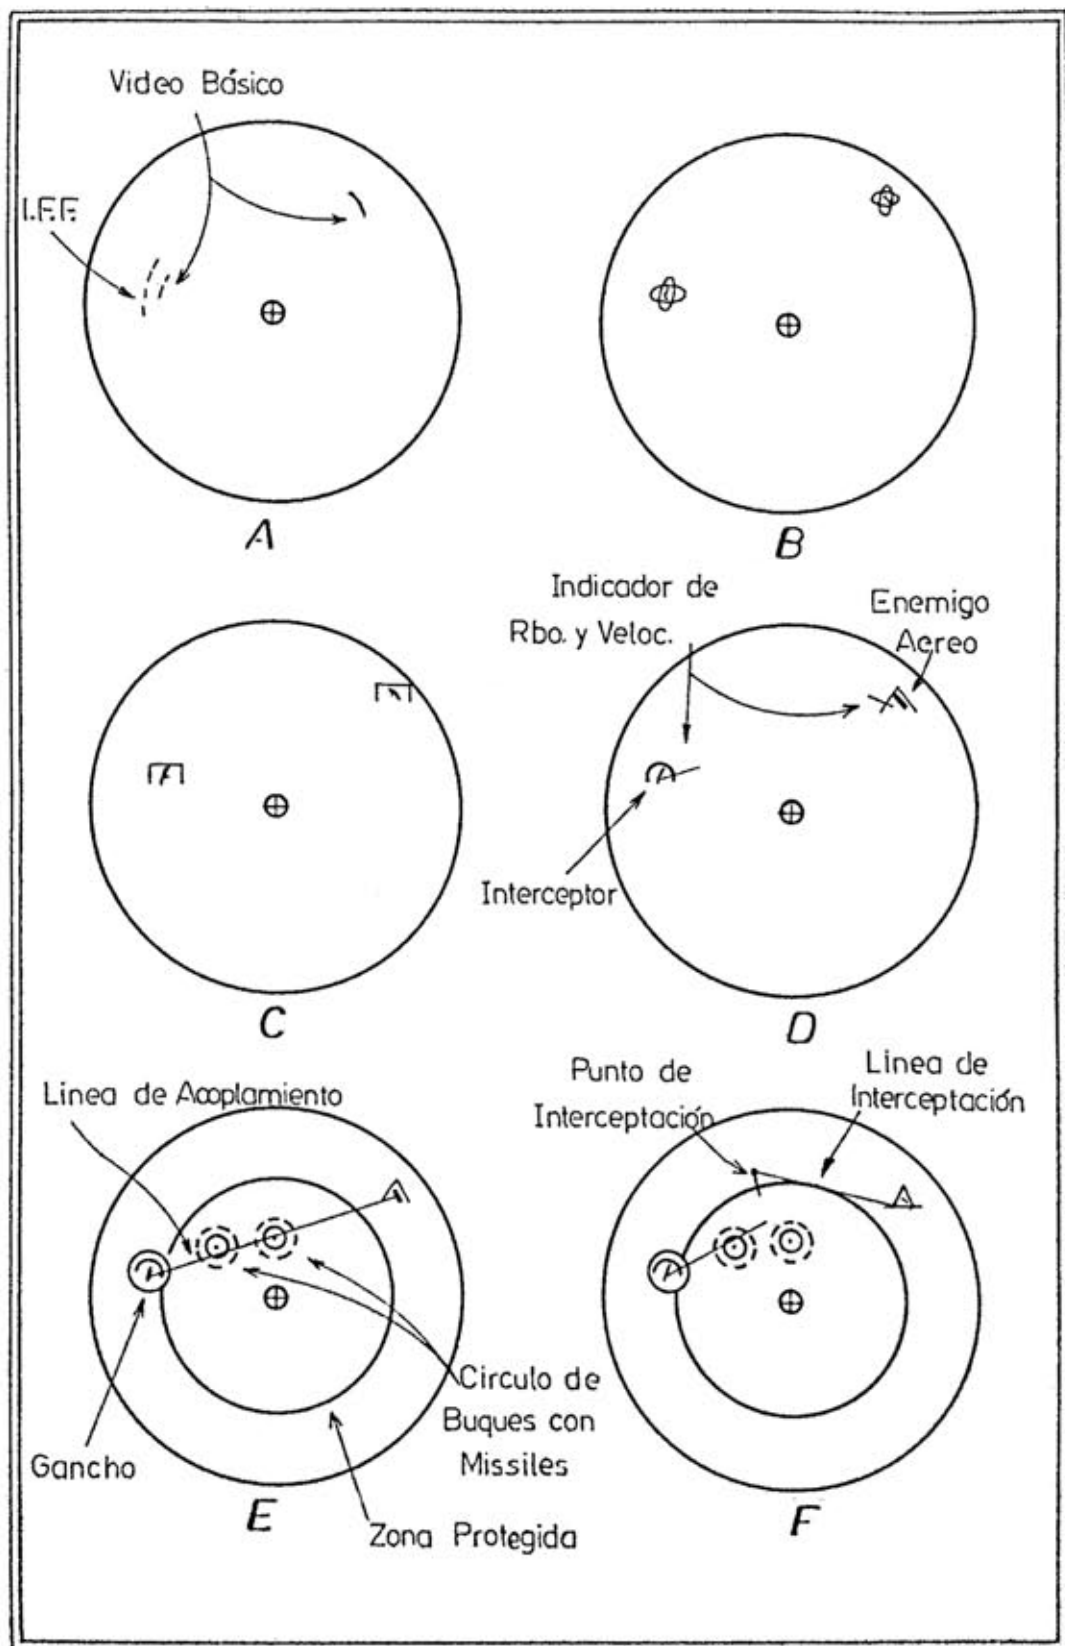 Video Básico
I.F.F.
A
B
C
Indicador de
Rbo. y Veloc.
Enemigo
Aereo
Interceptor
D
Linea de Acoplamiento
Gancho
Circulo de
Buques con
Missiles
Zona Protegida
E
Punto de
Interceptación
Línea de
Interceptación
F